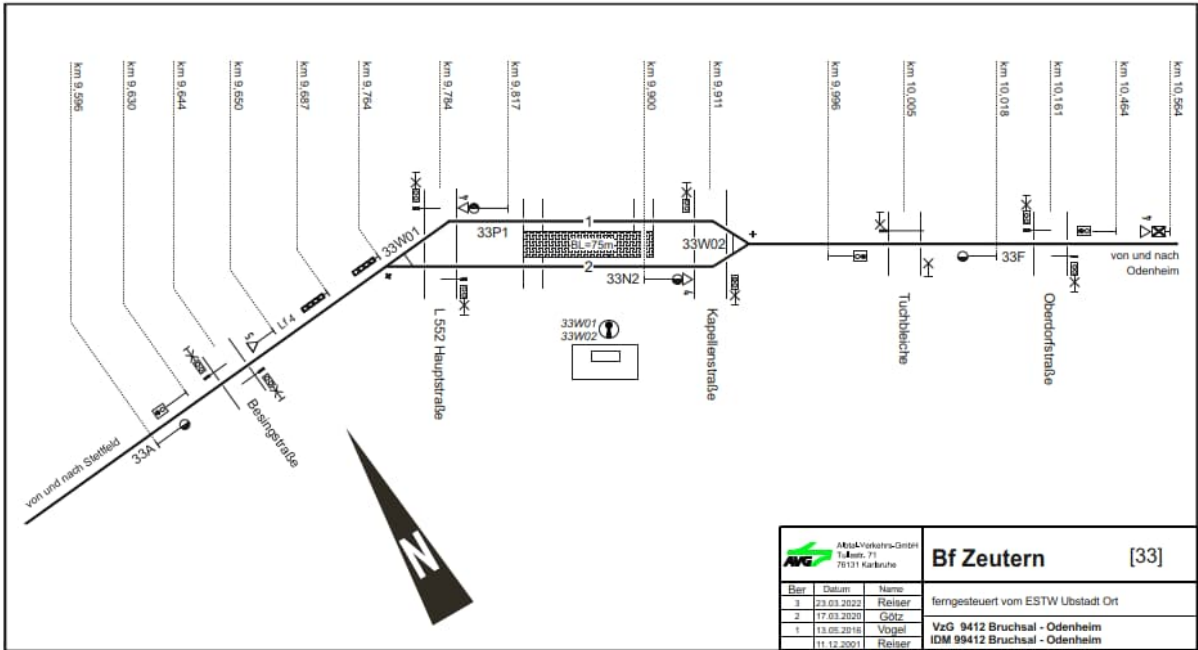 km 9,596
km 9,630
km 9,644
km 9,650
km 9,687
km 9,764
km 9,784
km 9,817
km 9,900
km 9,911
km 9,996
km 10,005
km 10,018
km 10,161
km 10,464
km 10,564
33W01
33P1
1
BL=75m
2
33N2
33W02
4
4
4
5
Lf 4
33F
von und nach
Odenheim
L 552 Hauptstraße
Kapellenstraße
Tuchbleiche
Oberdorfstraße
Besingstraße
33A
von und nach Stettfeld
33W01
33W02
N
AVG
Albtal-Verkehrs-GmbH
Tullastr. 71
76131 Karlsruhe
Bf Zeutern [33]
Ber Datum Name
3 23.03.2022 Reiser
2 17.03.2020 Götz
1 13.05.2016 Vogel
11.12.2001 Reiser
ferngesteuert vom ESTW Ubstadt Ort
VzG 9412 Bruchsal - Odenheim
IDM 99412 Bruchsal - Odenheim